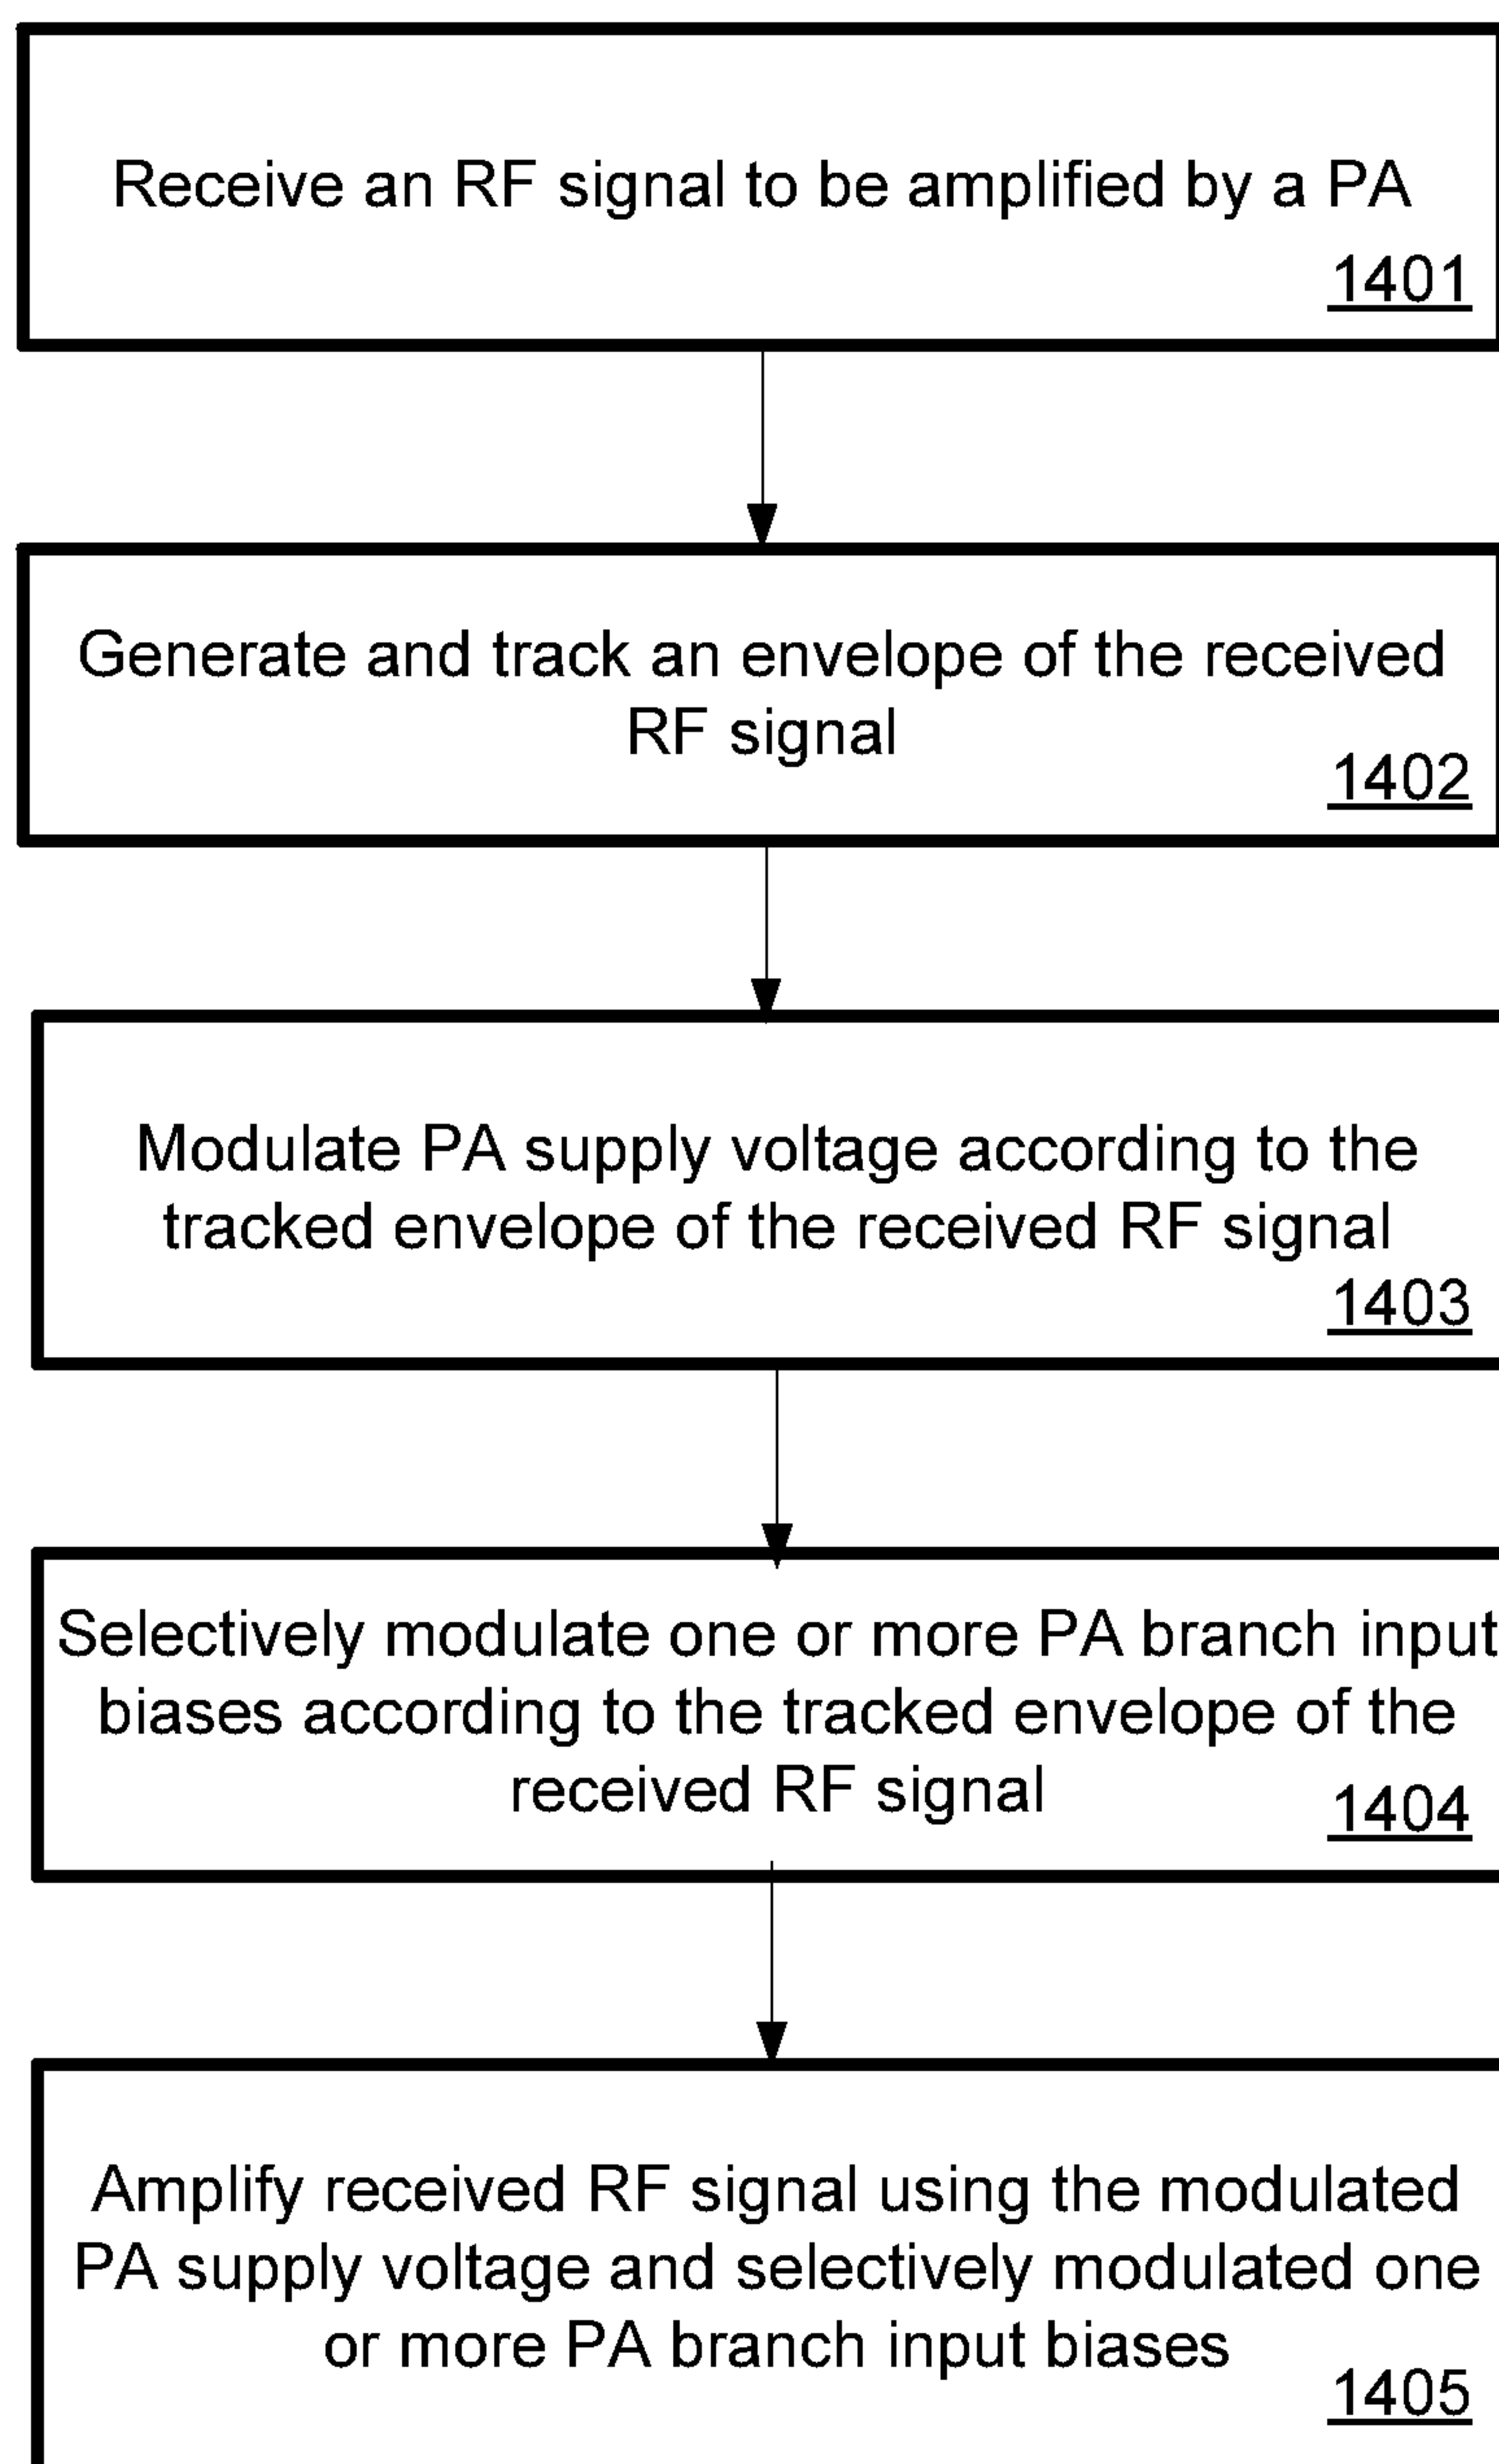 Receive an RF signal to be amplified by a PA
1401
Generate and track an envelope of the received
RF signal
1402
Modulate PA supply voltage according to the
tracked envelope of the received RF signal
1403
Selectively modulate one or more PA branch input
biases according to the tracked envelope of the
received RF signal
1404
Amplify received RF signal using the modulated
PA supply voltage and selectively modulated one
or more PA branch input biases
1405